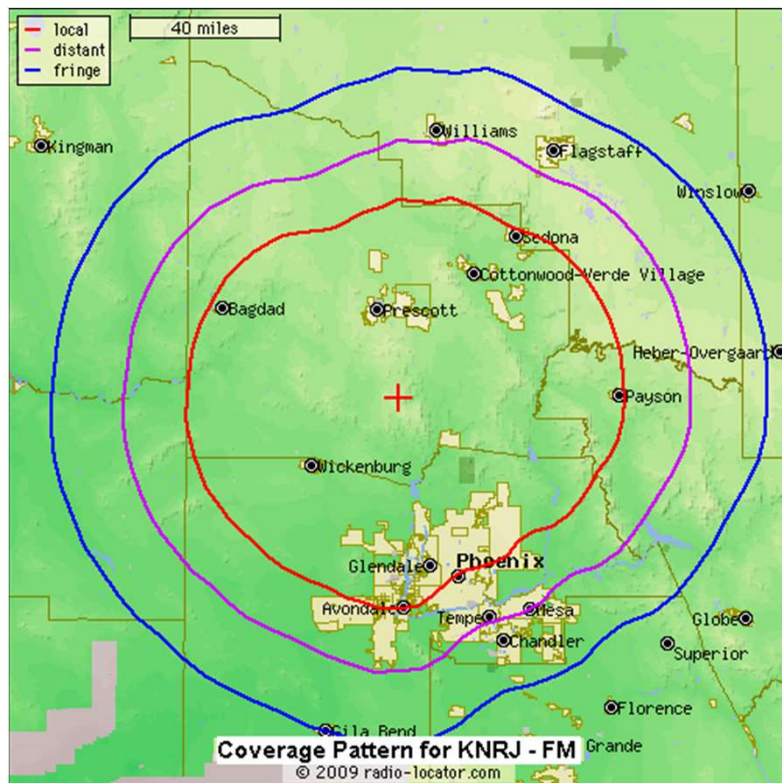 local
distant
fringe
40 miles
Williams
Kingman
Flagstaff
Winslow
Sedona
Cottonwood-Verde Village
Bagdad
Prescott
Heber-Overgaard
Payson
Wickenburg
Glendale
Phoenix
Avondale
Tempe
Mesa
Globe
Chandler
Superior
Florence
Gila Bend
Grande
Coverage Pattern for KNRJ - FM
© 2009 radio-locator.com